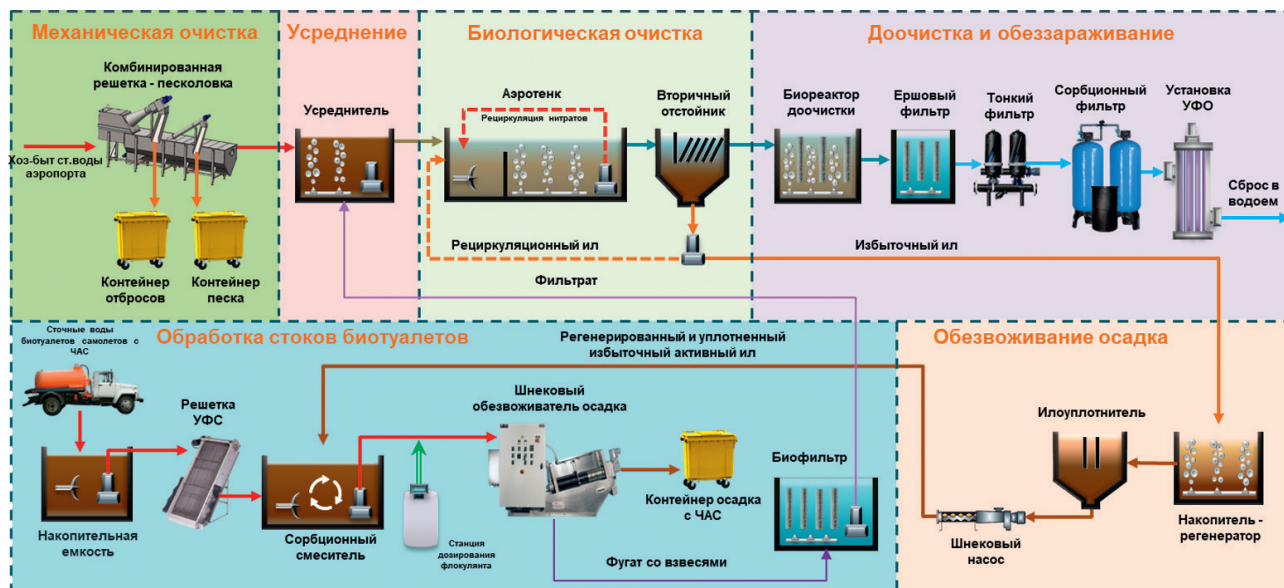 Механическая очистка
Комбинированная
решетка - песколовка
Хоз-быт ст.воды
аэропорта
Контейнер
отбросов
Контейнер
песка
Усреднение
Усреднитель
Биологическая очистка
Аэротенк
Рециркуляция нитратов
Вторичный
отстойник
Рециркуляционный ил
Фильтрат
Доочистка и обеззараживание
Биореактор
доочистки
Ершовый
фильтр
Тонкий
фильтр
Сорбционный
фильтр
Установка
УФО
Сброс в
водоем
Избыточный ил
Обработка стоков биотуалетов
Сточные воды
биотуалетов самолетов с
ЧАС
Решетка
УФС
Накопительная
емкость
Сорбционный
смеситель
Регенерированный и уплотненный
избыточный активный ил
Шнековый
обезвоживатель осадка
Станция
дозирования
флокулянта
Контейнер осадка
с ЧАС
Фугат со взвесями
Биофильтр
Обезвоживание осадка
Илоуплотнитель
Шнековый
насос
Накопитель -
регенератор